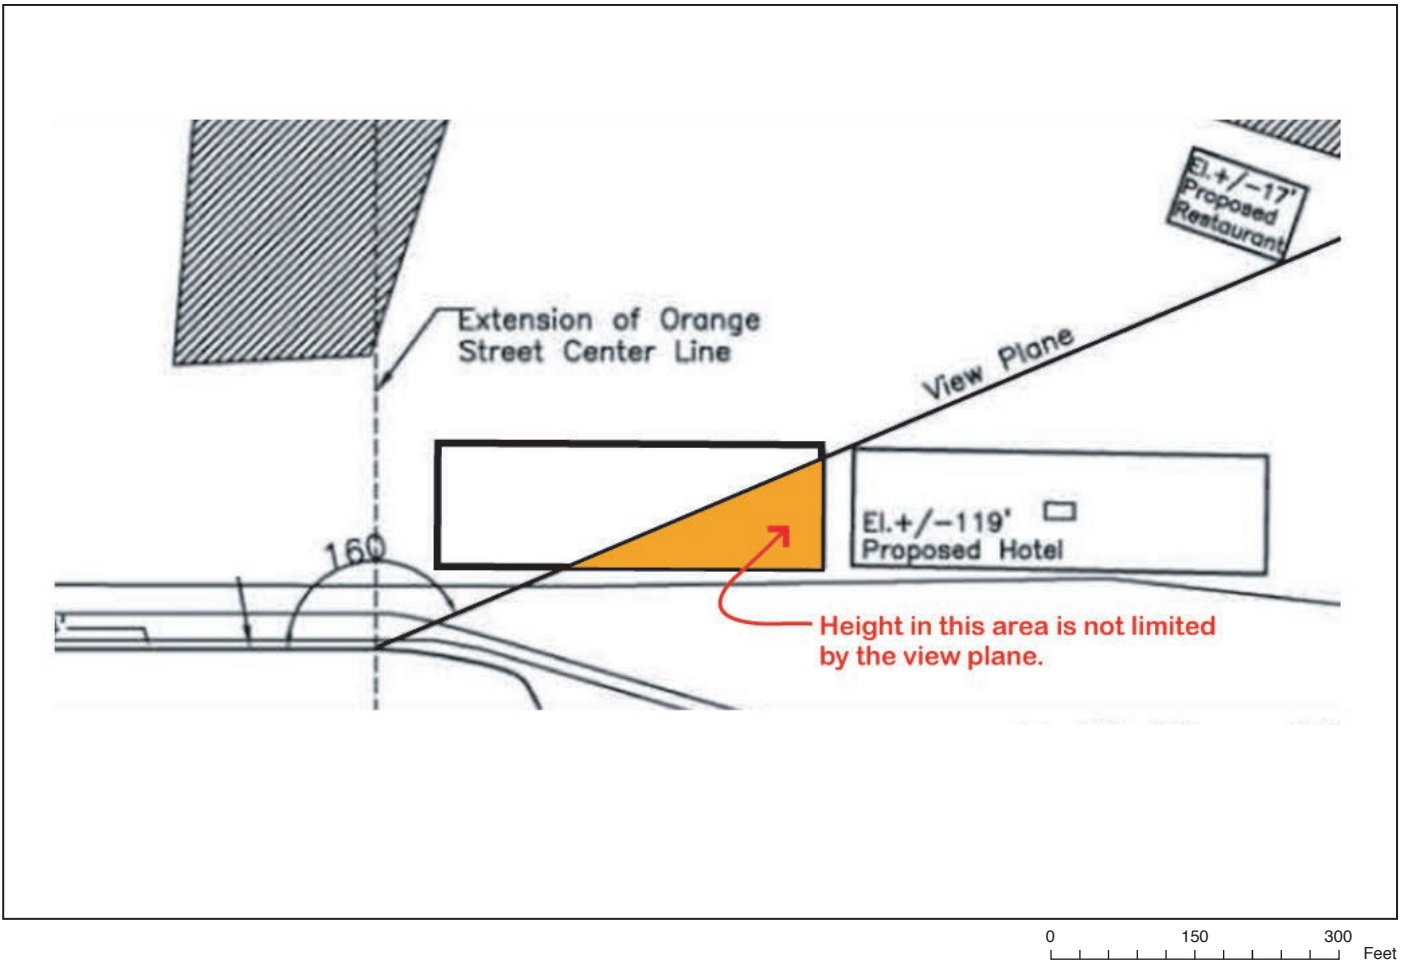 El.+/-17'
Proposed
Restaurant
Extension of Orange
Street Center Line
View Plane
160
El.+/-119'
Proposed Hotel
Height in this area is not limited
by the view plane.
0 150 300
Feet